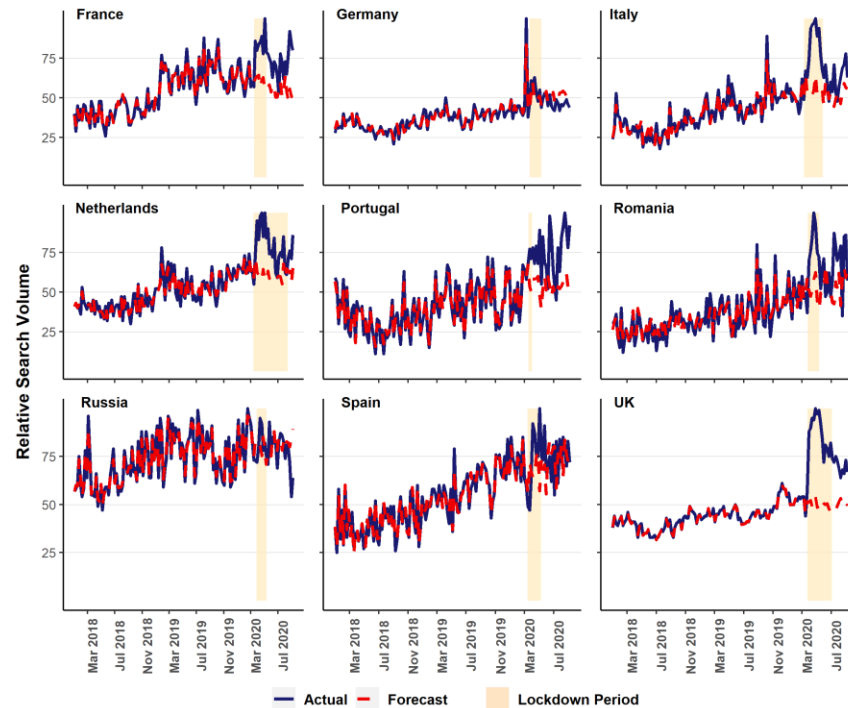 France Germany Italy
75
50
25
Netherlands Portugal Romania
75
50
25
Relative Search Volume
Russia Spain UK
75
50
25
Mar 2018 Jul 2018 Nov 2018 Mar 2019 Jul 2019 Nov 2019 Mar 2020 Jul 2020 Mar 2018 Jul 2018 Nov 2018 Mar 2019 Jul 2019 Nov 2019 Mar 2020 Jul 2020 Mar 2018 Jul 2018 Nov 2018 Mar 2019 Jul 2019 Nov 2019 Mar 2020 Jul 2020
Actual Forecast Lockdown Period